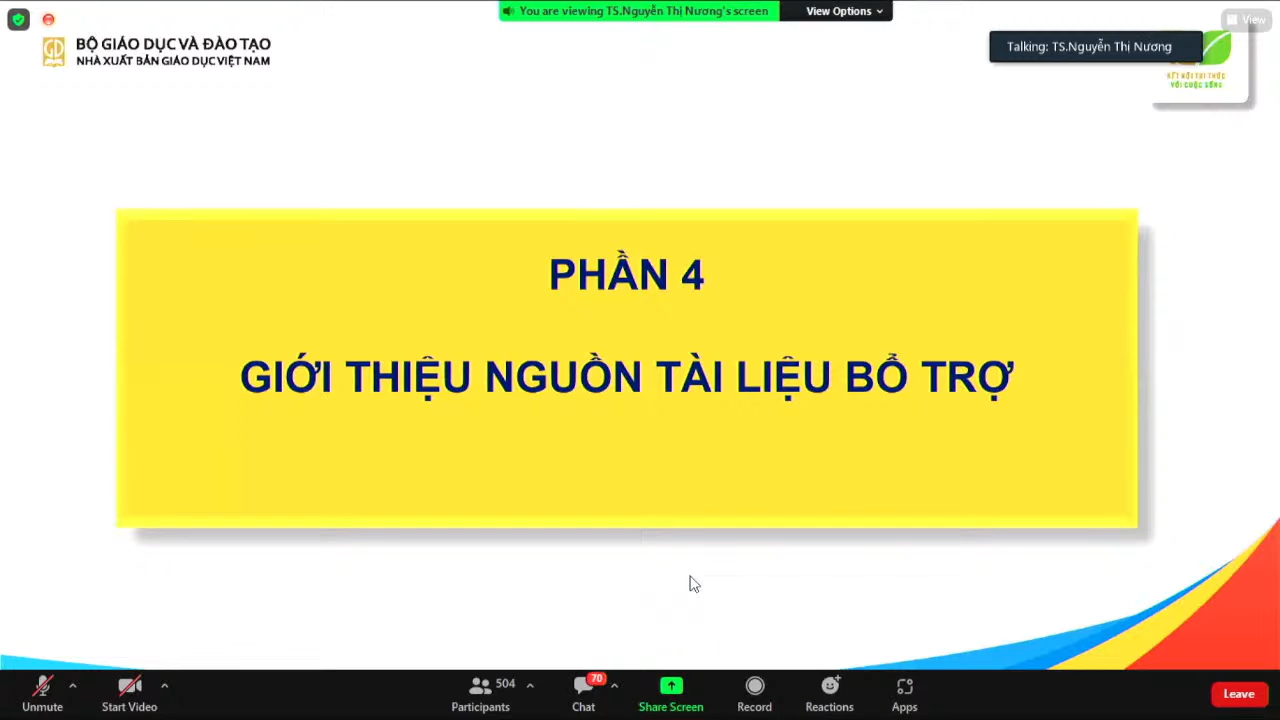 You are viewing TS.Nguyễn Thị Nương's screen
View Options
View
BỘ GIÁO DỤC VÀ ĐÀO TẠO
NHÀ XUẤT BẢN GIÁO DỤC VIỆT NAM
Talking: TS.Nguyễn Thị Nương
KẾT NỐI TRI THỨC
VỚI CUỘC SỐNG
PHẦN 4
GIỚI THIỆU NGUỒN TÀI LIỆU BỔ TRỢ
Unmute
Start Video
504
Participants
70
Chat
Share Screen
Record
Reactions
Apps
Leave